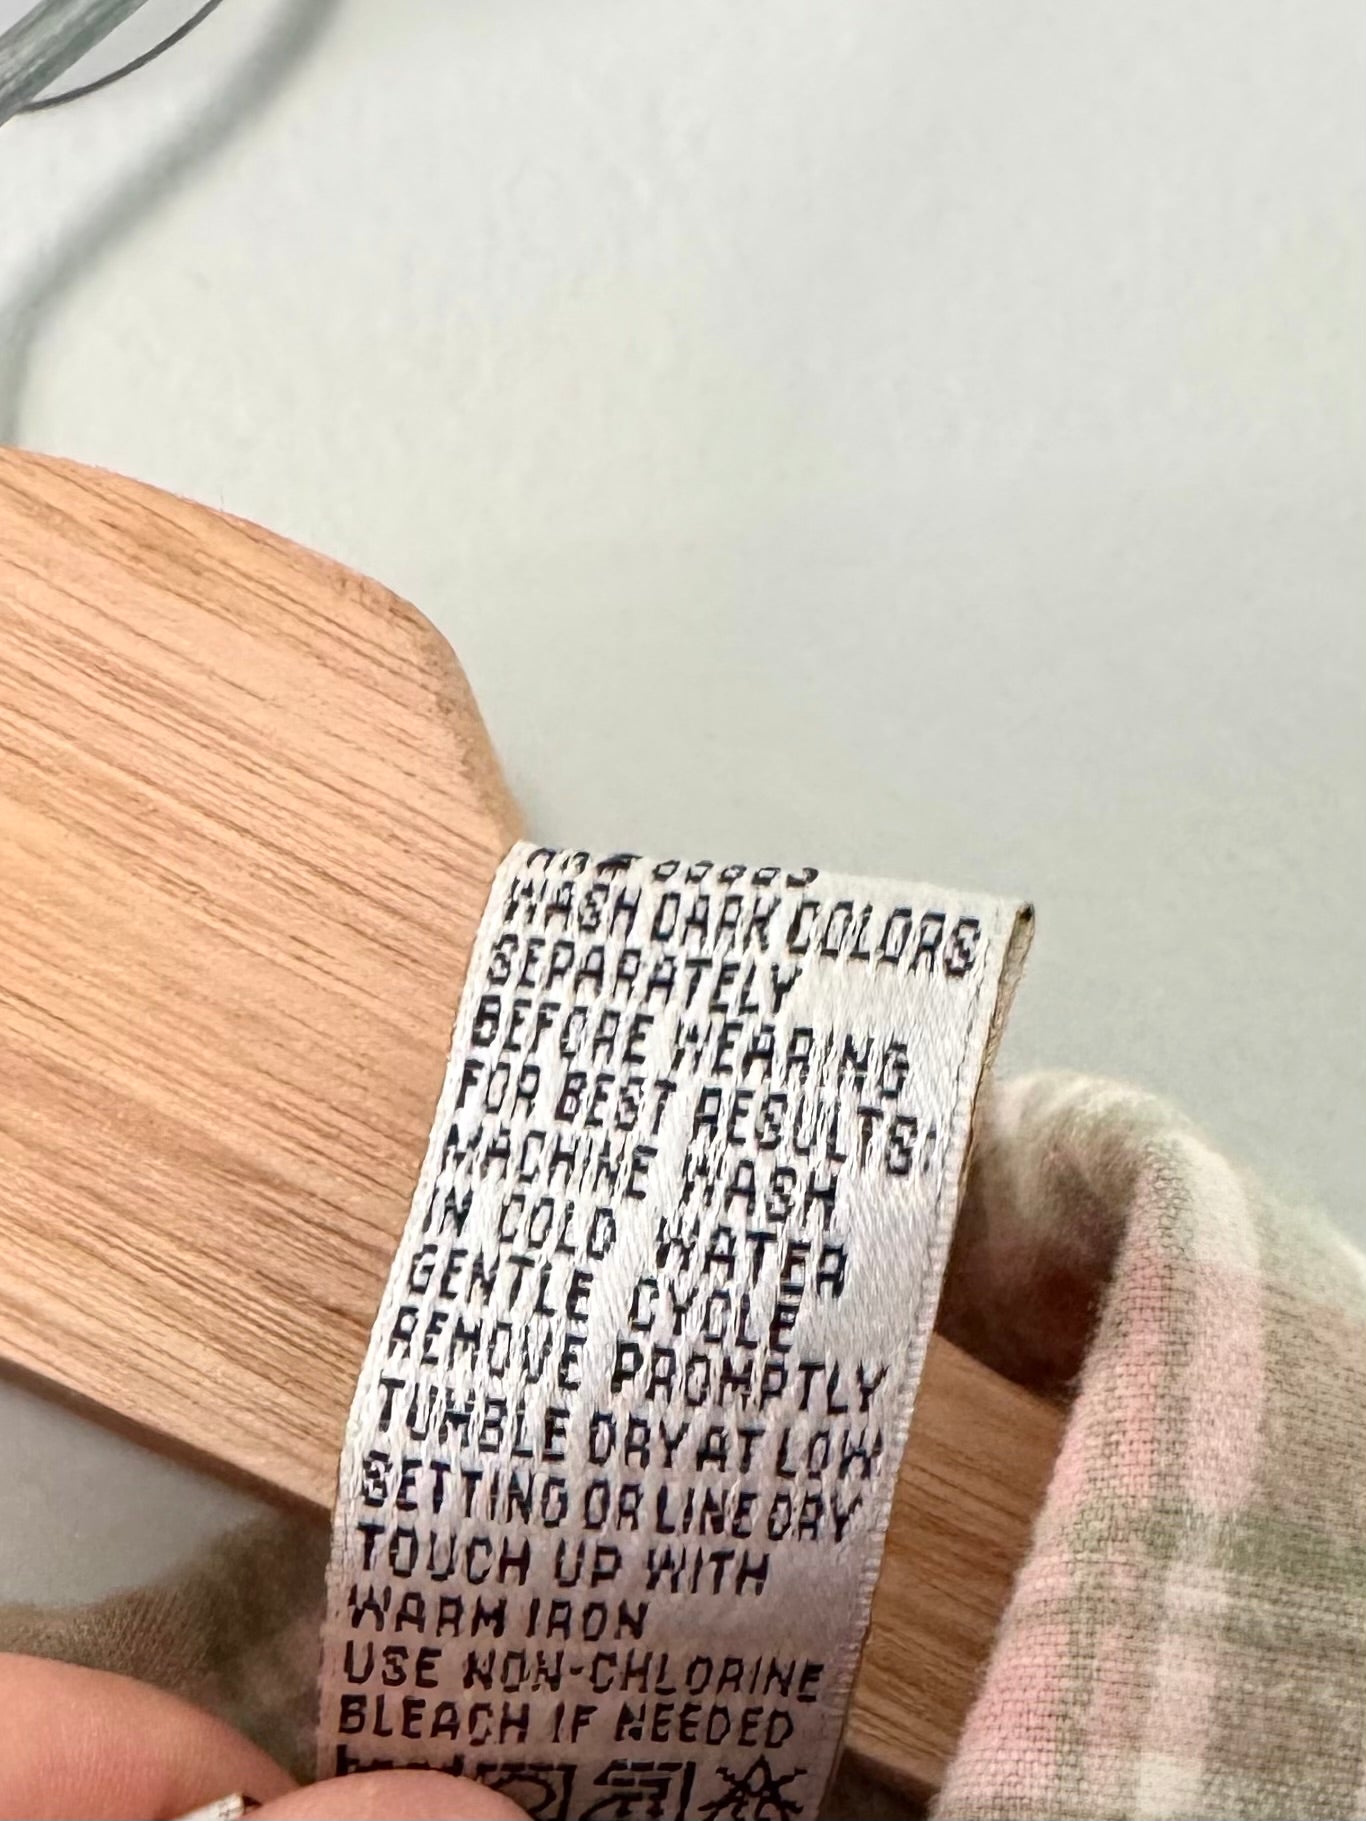 WASH DARK COLORS
SEPARATELY
BEFORE WEARING
FOR BEST RESULTS:
MACHINE WASH
IN COLD WATER
GENTLE CYCLE
REMOVE PROMPTLY
TUMBLE DRY AT LOW
SETTING OR LINE DRY
TOUCH UP WITH
WARM IRON
USE NON-CHLORINE
BLEACH IF NEEDED